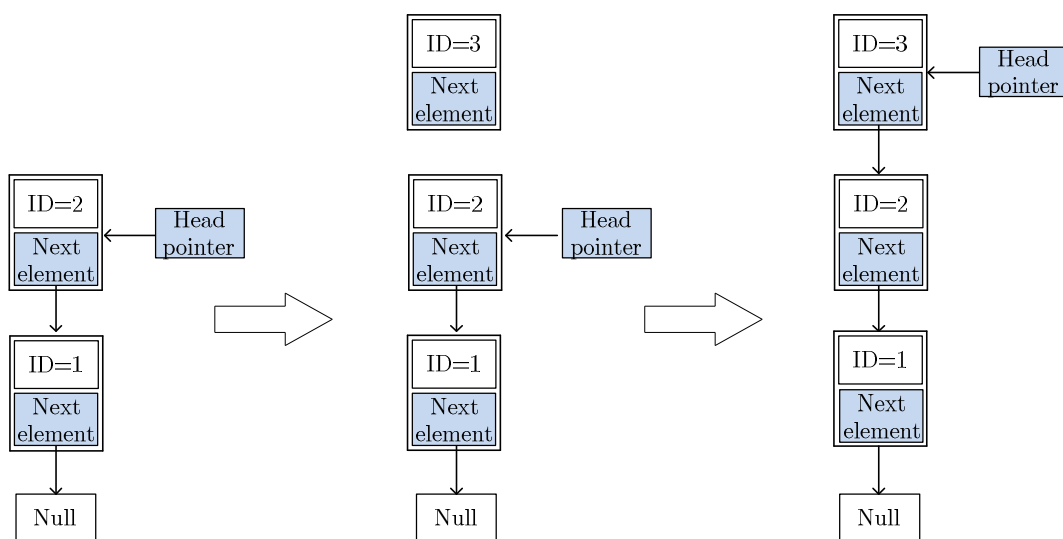 ID=2
Next
element
Head
pointer
ID=1
Next
element
Null
ID=3
Next
element
ID=2
Next
element
Head
pointer
ID=1
Next
element
Null
ID=3
Next
element
Head
pointer
ID=2
Next
element
ID=1
Next
element
Null